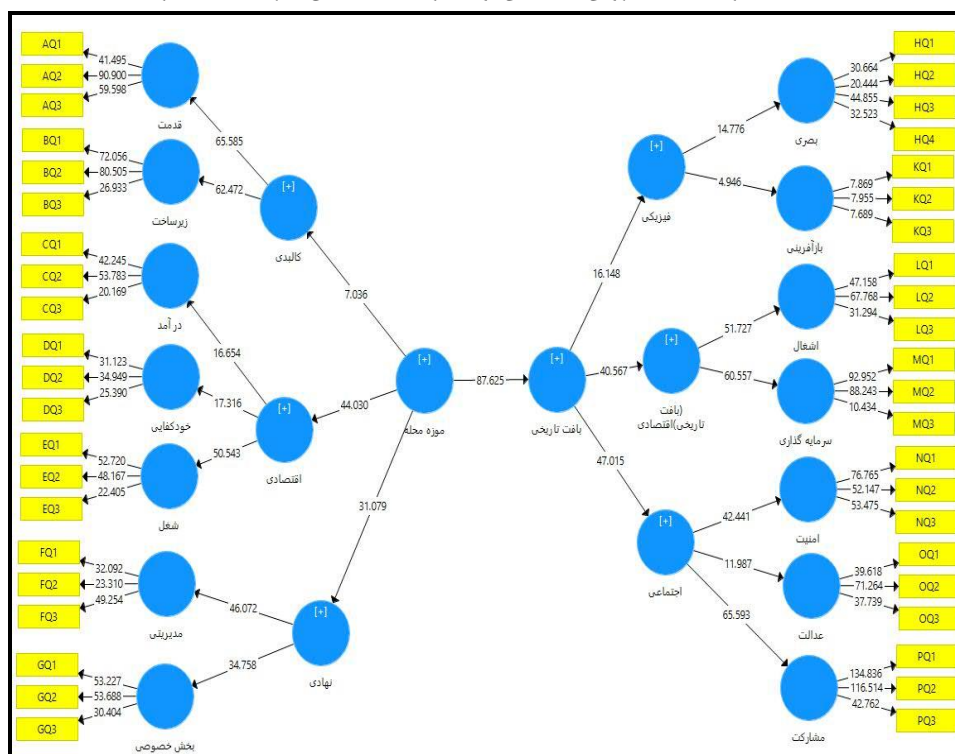 AQ1
AQ2
AQ3
41.495
90.900
59.598
قدمت
BQ1
BQ2
BQ3
72.056
80.505
26.933
زیرساخت
65.585
62.472
[+]
کالبدی
CQ1
CQ2
CQ3
42.245
53.783
20.169
در آمد
DQ1
DQ2
DQ3
31.123
34.949
25.390
خودکفایی
EQ1
EQ2
EQ3
52.720
48.167
22.405
شغل
16.654
17.316
50.543
[+]
اقتصادی
FQ1
FQ2
FQ3
32.092
23.310
49.254
مدیریتی
GQ1
GQ2
GQ3
53.227
53.688
30.404
بخش خصوصی
46.072
34.758
[+]
نهادی
7.036
44.030
31.079
[+]
موزه محله
87.625
[+]
بافت تاریخی
16.148
40.567
47.015
[+]
فیزیکی
14.776
4.946
بصری
30.664
20.444
44.855
32.523
HQ1
HQ2
HQ3
HQ4
بازآفرینی
7.869
7.955
7.689
KQ1
KQ2
KQ3
[+]
(بافت
تاریخی)اقتصادی
51.727
60.557
اشغال
47.158
67.768
31.294
LQ1
LQ2
LQ3
سرمایه گذاری
92.952
88.243
10.434
MQ1
MQ2
MQ3
[+]
اجتماعی
42.441
11.987
65.593
امنیت
76.765
52.147
53.475
NQ1
NQ2
NQ3
عدالت
39.618
71.264
37.739
OQ1
OQ2
OQ3
مشارکت
134.836
116.514
42.762
PQ1
PQ2
PQ3